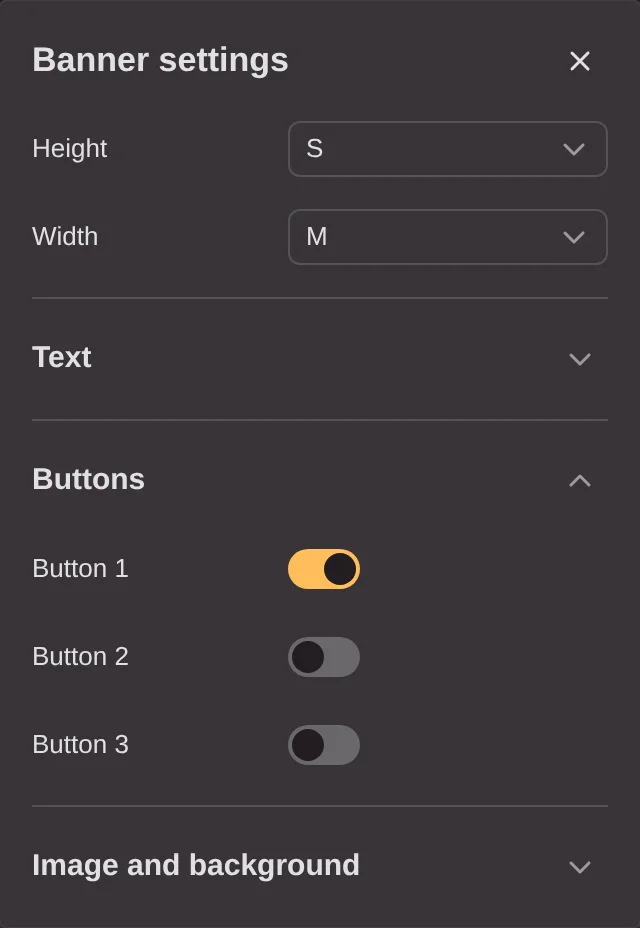 Banner settings
Height S
Width M
Text
Buttons
Button 1
Button 2
Button 3
Image and background